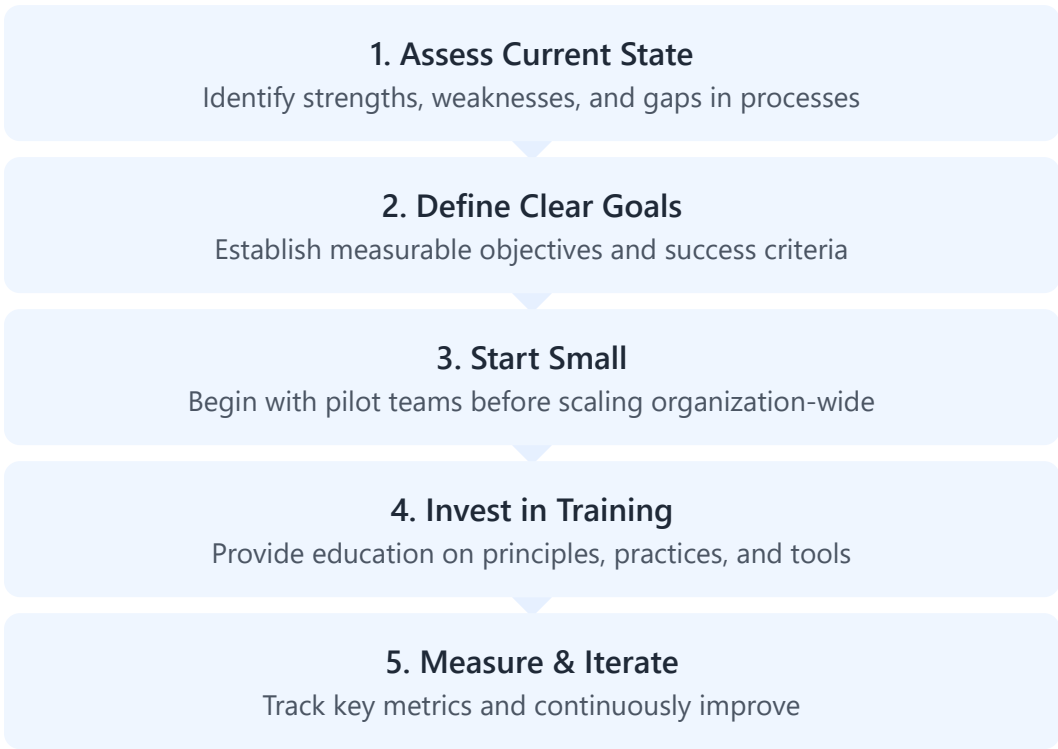 1. Assess Current State
Identify strengths, weaknesses, and gaps in processes
2. Define Clear Goals
Establish measurable objectives and success criteria
3. Start Small
Begin with pilot teams before scaling organization-wide
4. Invest in Training
Provide education on principles, practices, and tools
5. Measure & Iterate
Track key metrics and continuously improve